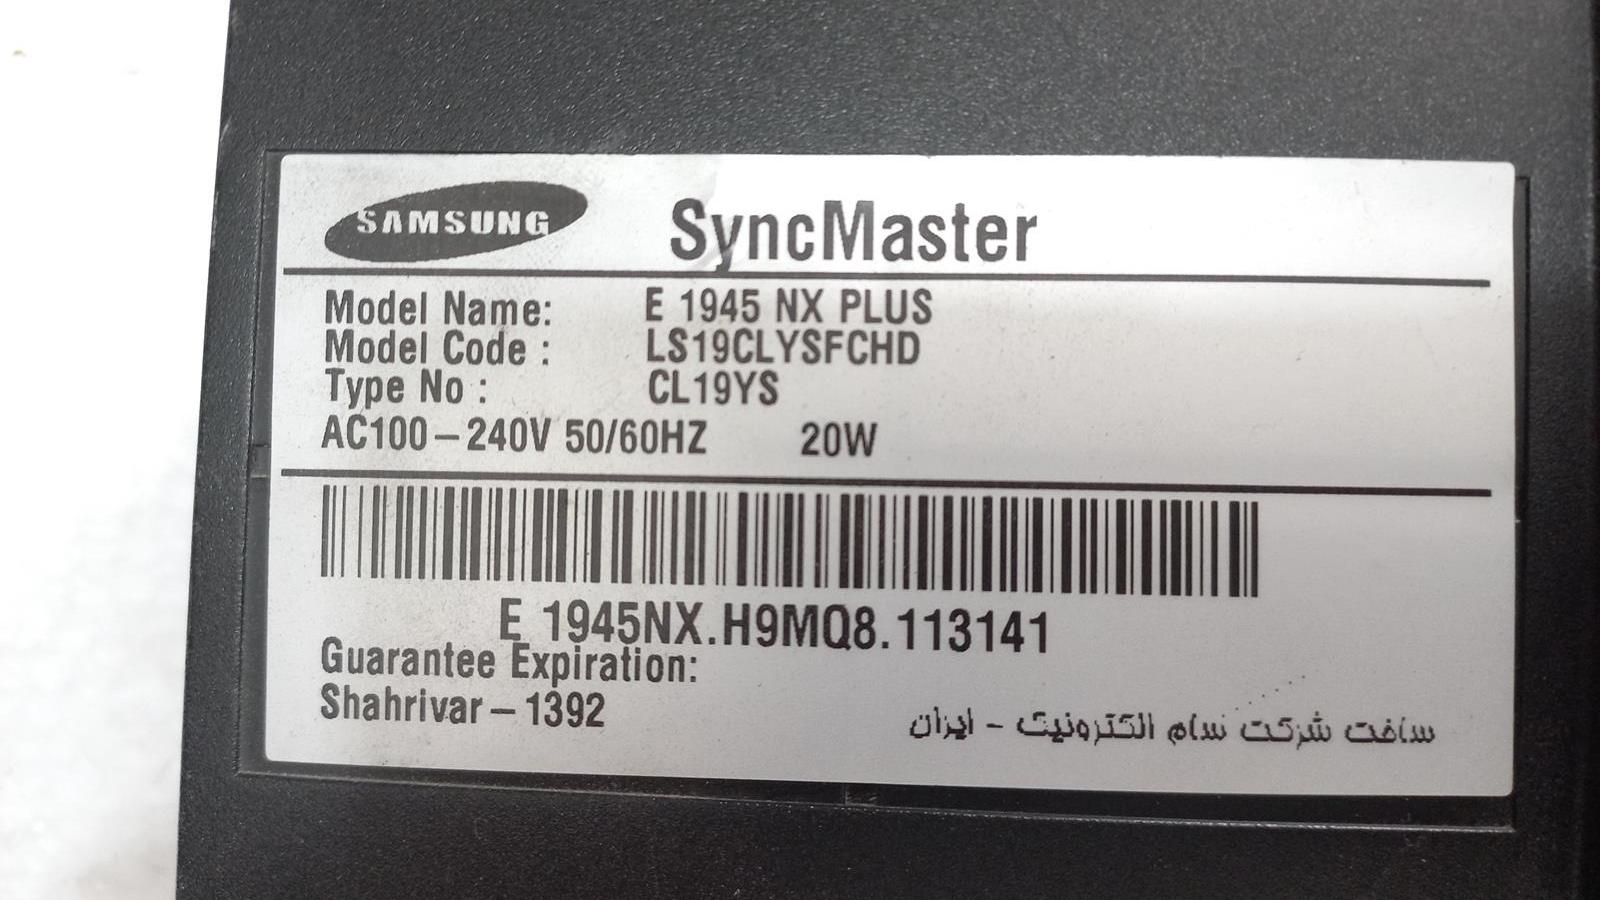 SAMSUNG SyncMaster
Model Name: E 1945 NX PLUS
Model Code : LS19CLYSFCHD
Type No : CL19YS
AC100-240V 50/60HZ 20W
E 1945NX.H9MQ8.113141
Guarantee Expiration:
Shahrivar-1392
ساخت شرکت سام الکترونیک - ایران